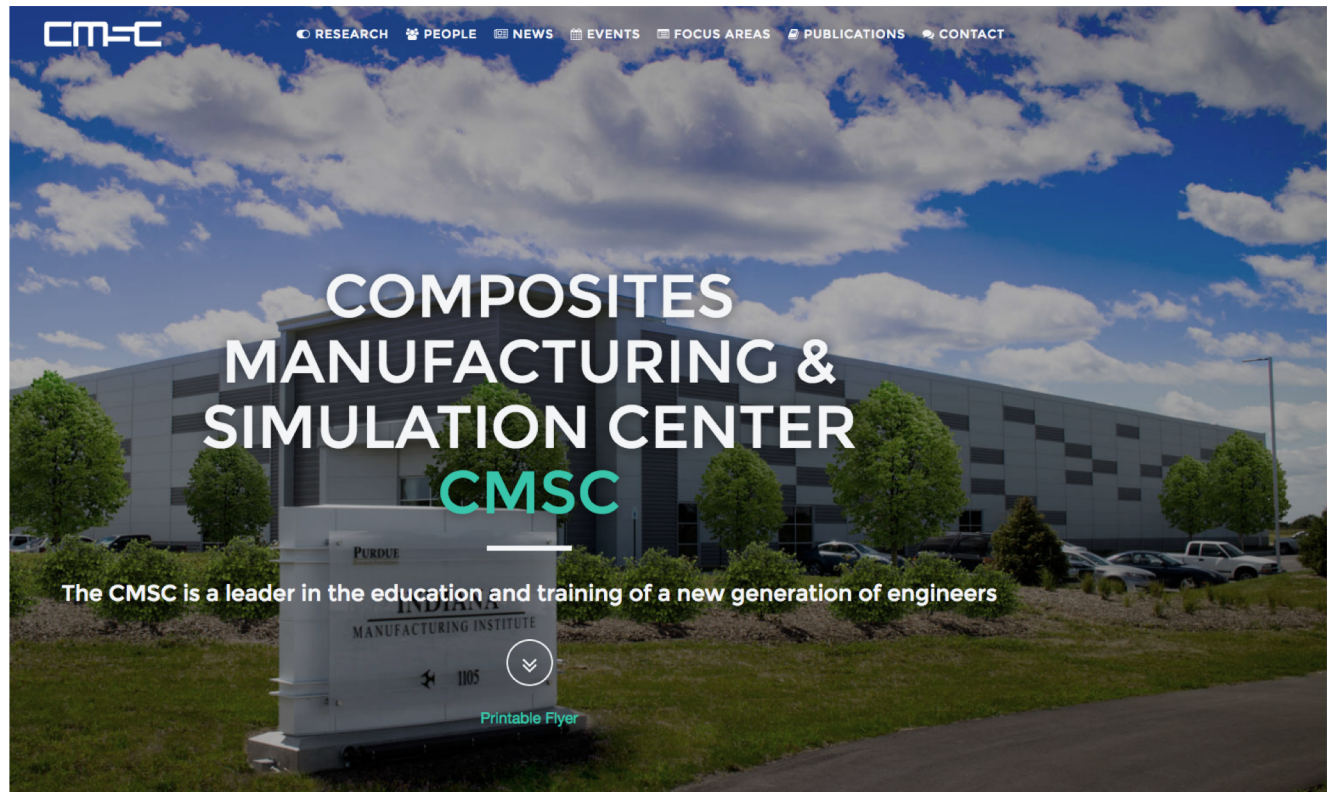 CMSC
RESEARCH PEOPLE NEWS EVENTS FOCUS AREAS PUBLICATIONS CONTACT
COMPOSITES
MANUFACTURING &
SIMULATION CENTER
CMSC
PURDUE
The CMSC is a leader in the education and training of a new generation of engineers
INDIANA
MANUFACTURING INSTITUTE
1105
Printable Flyer